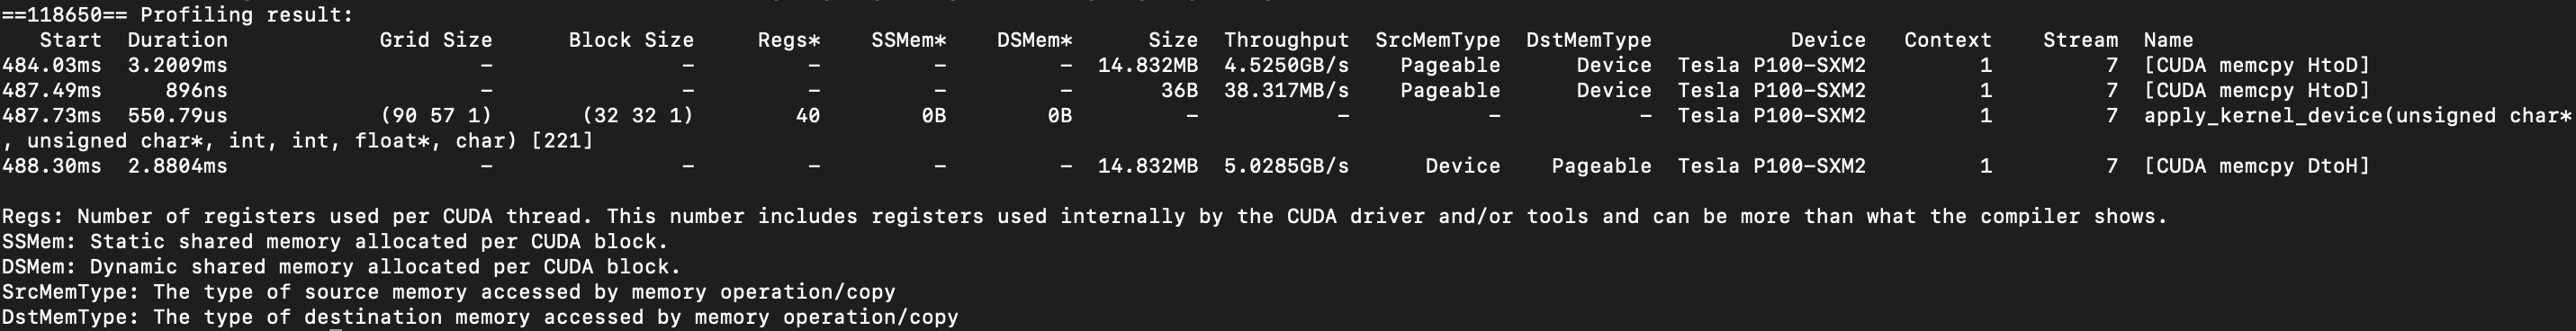 ==118650== Profiling result:
   Start  Duration            Grid Size      Block Size     Regs*    SSMem*    DSMem*      Size  Throughput  SrcMemType  DstMemType           Device   Context    Stream  Name
484.03ms  3.2009ms                    -               -         -         -         -  14.832MB  4.5250GB/s    Pageable      Device  Tesla P100-SXM2         1         7  [CUDA memcpy HtoD]
487.49ms     896ns                    -               -         -         -         -       36B  38.317MB/s    Pageable      Device  Tesla P100-SXM2         1         7  [CUDA memcpy HtoD]
487.73ms  550.79us            (90 57 1)       (32 32 1)        40        0B        0B         -           -           -           -  Tesla P100-SXM2         1         7  apply_kernel_device(unsigned char*
, unsigned char*, int, int, float*, char) [221]
488.30ms  2.8804ms                    -               -         -         -         -  14.832MB  5.0285GB/s      Device    Pageable  Tesla P100-SXM2         1         7  [CUDA memcpy DtoH]
Regs: Number of registers used per CUDA thread. This number includes registers used internally by the CUDA driver and/or tools and can be more than what the compiler shows.
SSMem: Static shared memory allocated per CUDA block.
DSMem: Dynamic shared memory allocated per CUDA block.
SrcMemType: The type of source memory accessed by memory operation/copy
DstMemType: The type of destination memory accessed by memory operation/copy